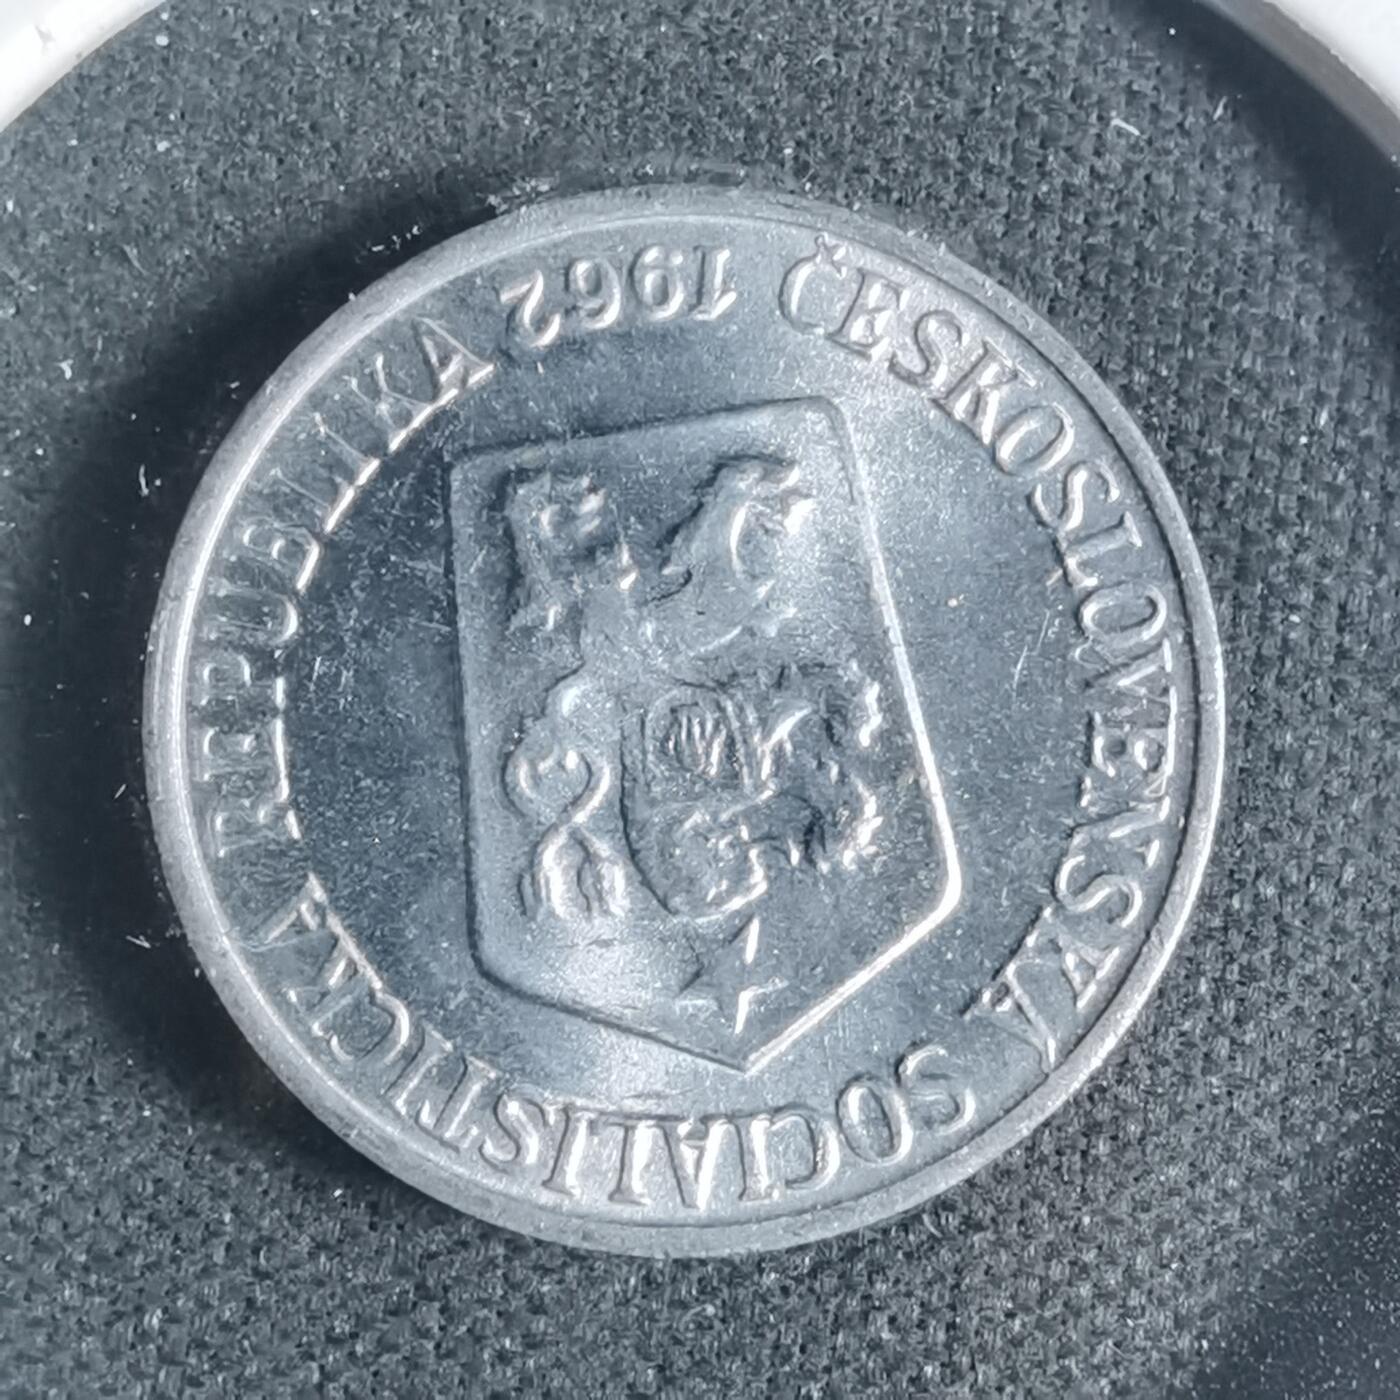 ČESKOSLOVENSKÁ SOCIALISTICKÁ REPUBLIKA
1962